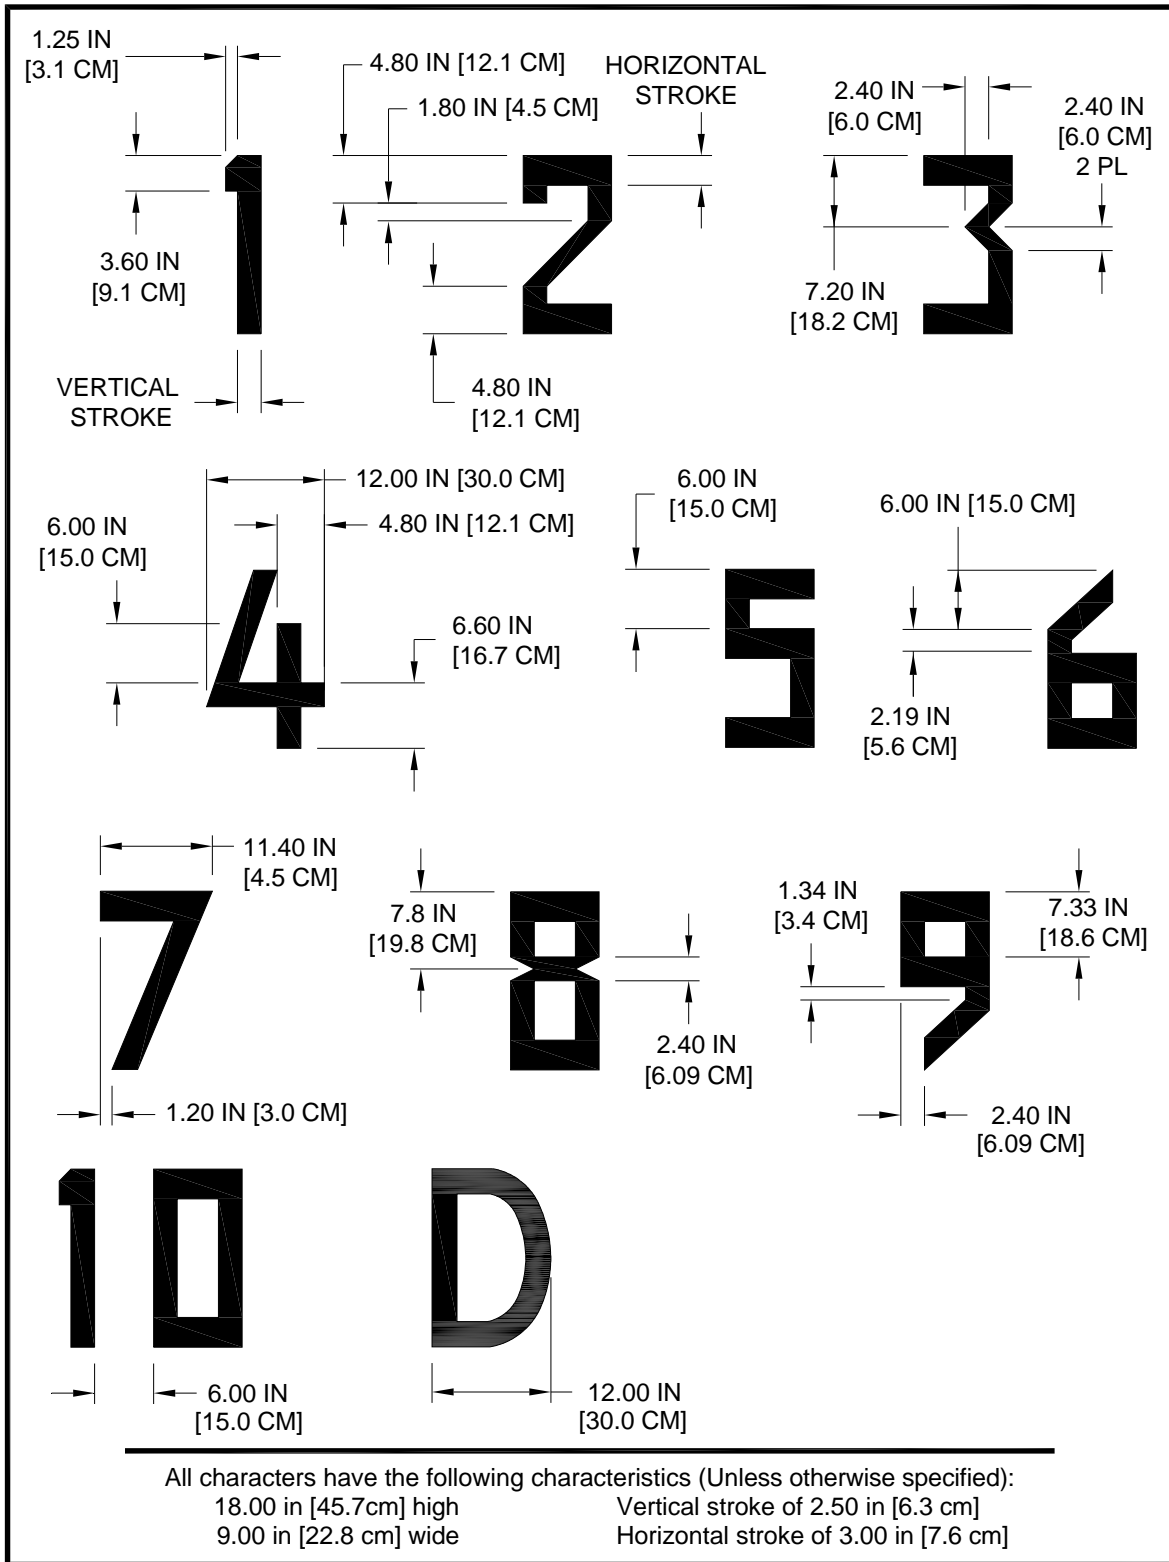 1.25 IN
[3.1 CM]
4.80 IN [12.1 CM]
1.80 IN [4.5 CM]
HORIZONTAL
STROKE
2.40 IN
[6.0 CM]
2.40 IN
[6.0 CM]
2 PL
1
2
3
3.60 IN
[9.1 CM]
7.20 IN
[18.2 CM]
VERTICAL
STROKE
4.80 IN
[12.1 CM]
12.00 IN [30.0 CM]
4.80 IN [12.1 CM]
6.00 IN
[15.0 CM]
6.00 IN
[15.0 CM]
6.00 IN [15.0 CM]
4
5
6
6.60 IN
[16.7 CM]
2.19 IN
[5.6 CM]
11.40 IN
[4.5 CM]
7.8 IN
[19.8 CM]
1.34 IN
[3.4 CM]
7.33 IN
[18.6 CM]
7
8
9
2.40 IN
[6.09 CM]
1.20 IN [3.0 CM]
2.40 IN
[6.09 CM]
10
D
6.00 IN
[15.0 CM]
12.00 IN
[30.0 CM]
All characters have the following characteristics (Unless otherwise specified):
18.00 in [45.7cm] high
Vertical stroke of 2.50 in [6.3 cm]
9.00 in [22.8 cm] wide
Horizontal stroke of 3.00 in [7.6 cm]